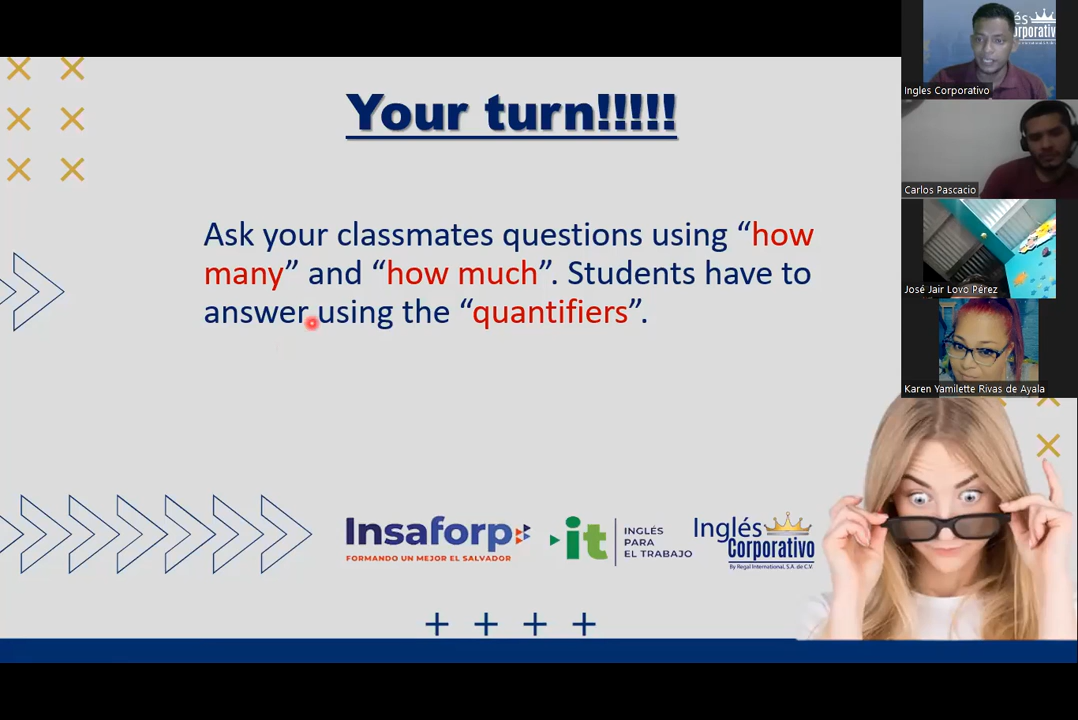 Your turn!!!!!
Ask your classmates questions using “how
many” and “how much”. Students have to
answer using the “quantifiers”.
Insaforp
FORMANDO UN MEJOR EL SALVADOR
it
INGLÉS
PARA
EL TRABAJO
Inglés
Corporativo
By Regal International, S.A. de C.V.
és
orporativo
Ingles Corporativo
Carlos Pascacio
José Jair Lovo Pérez
Karen Yamilette Rivas de Ayala